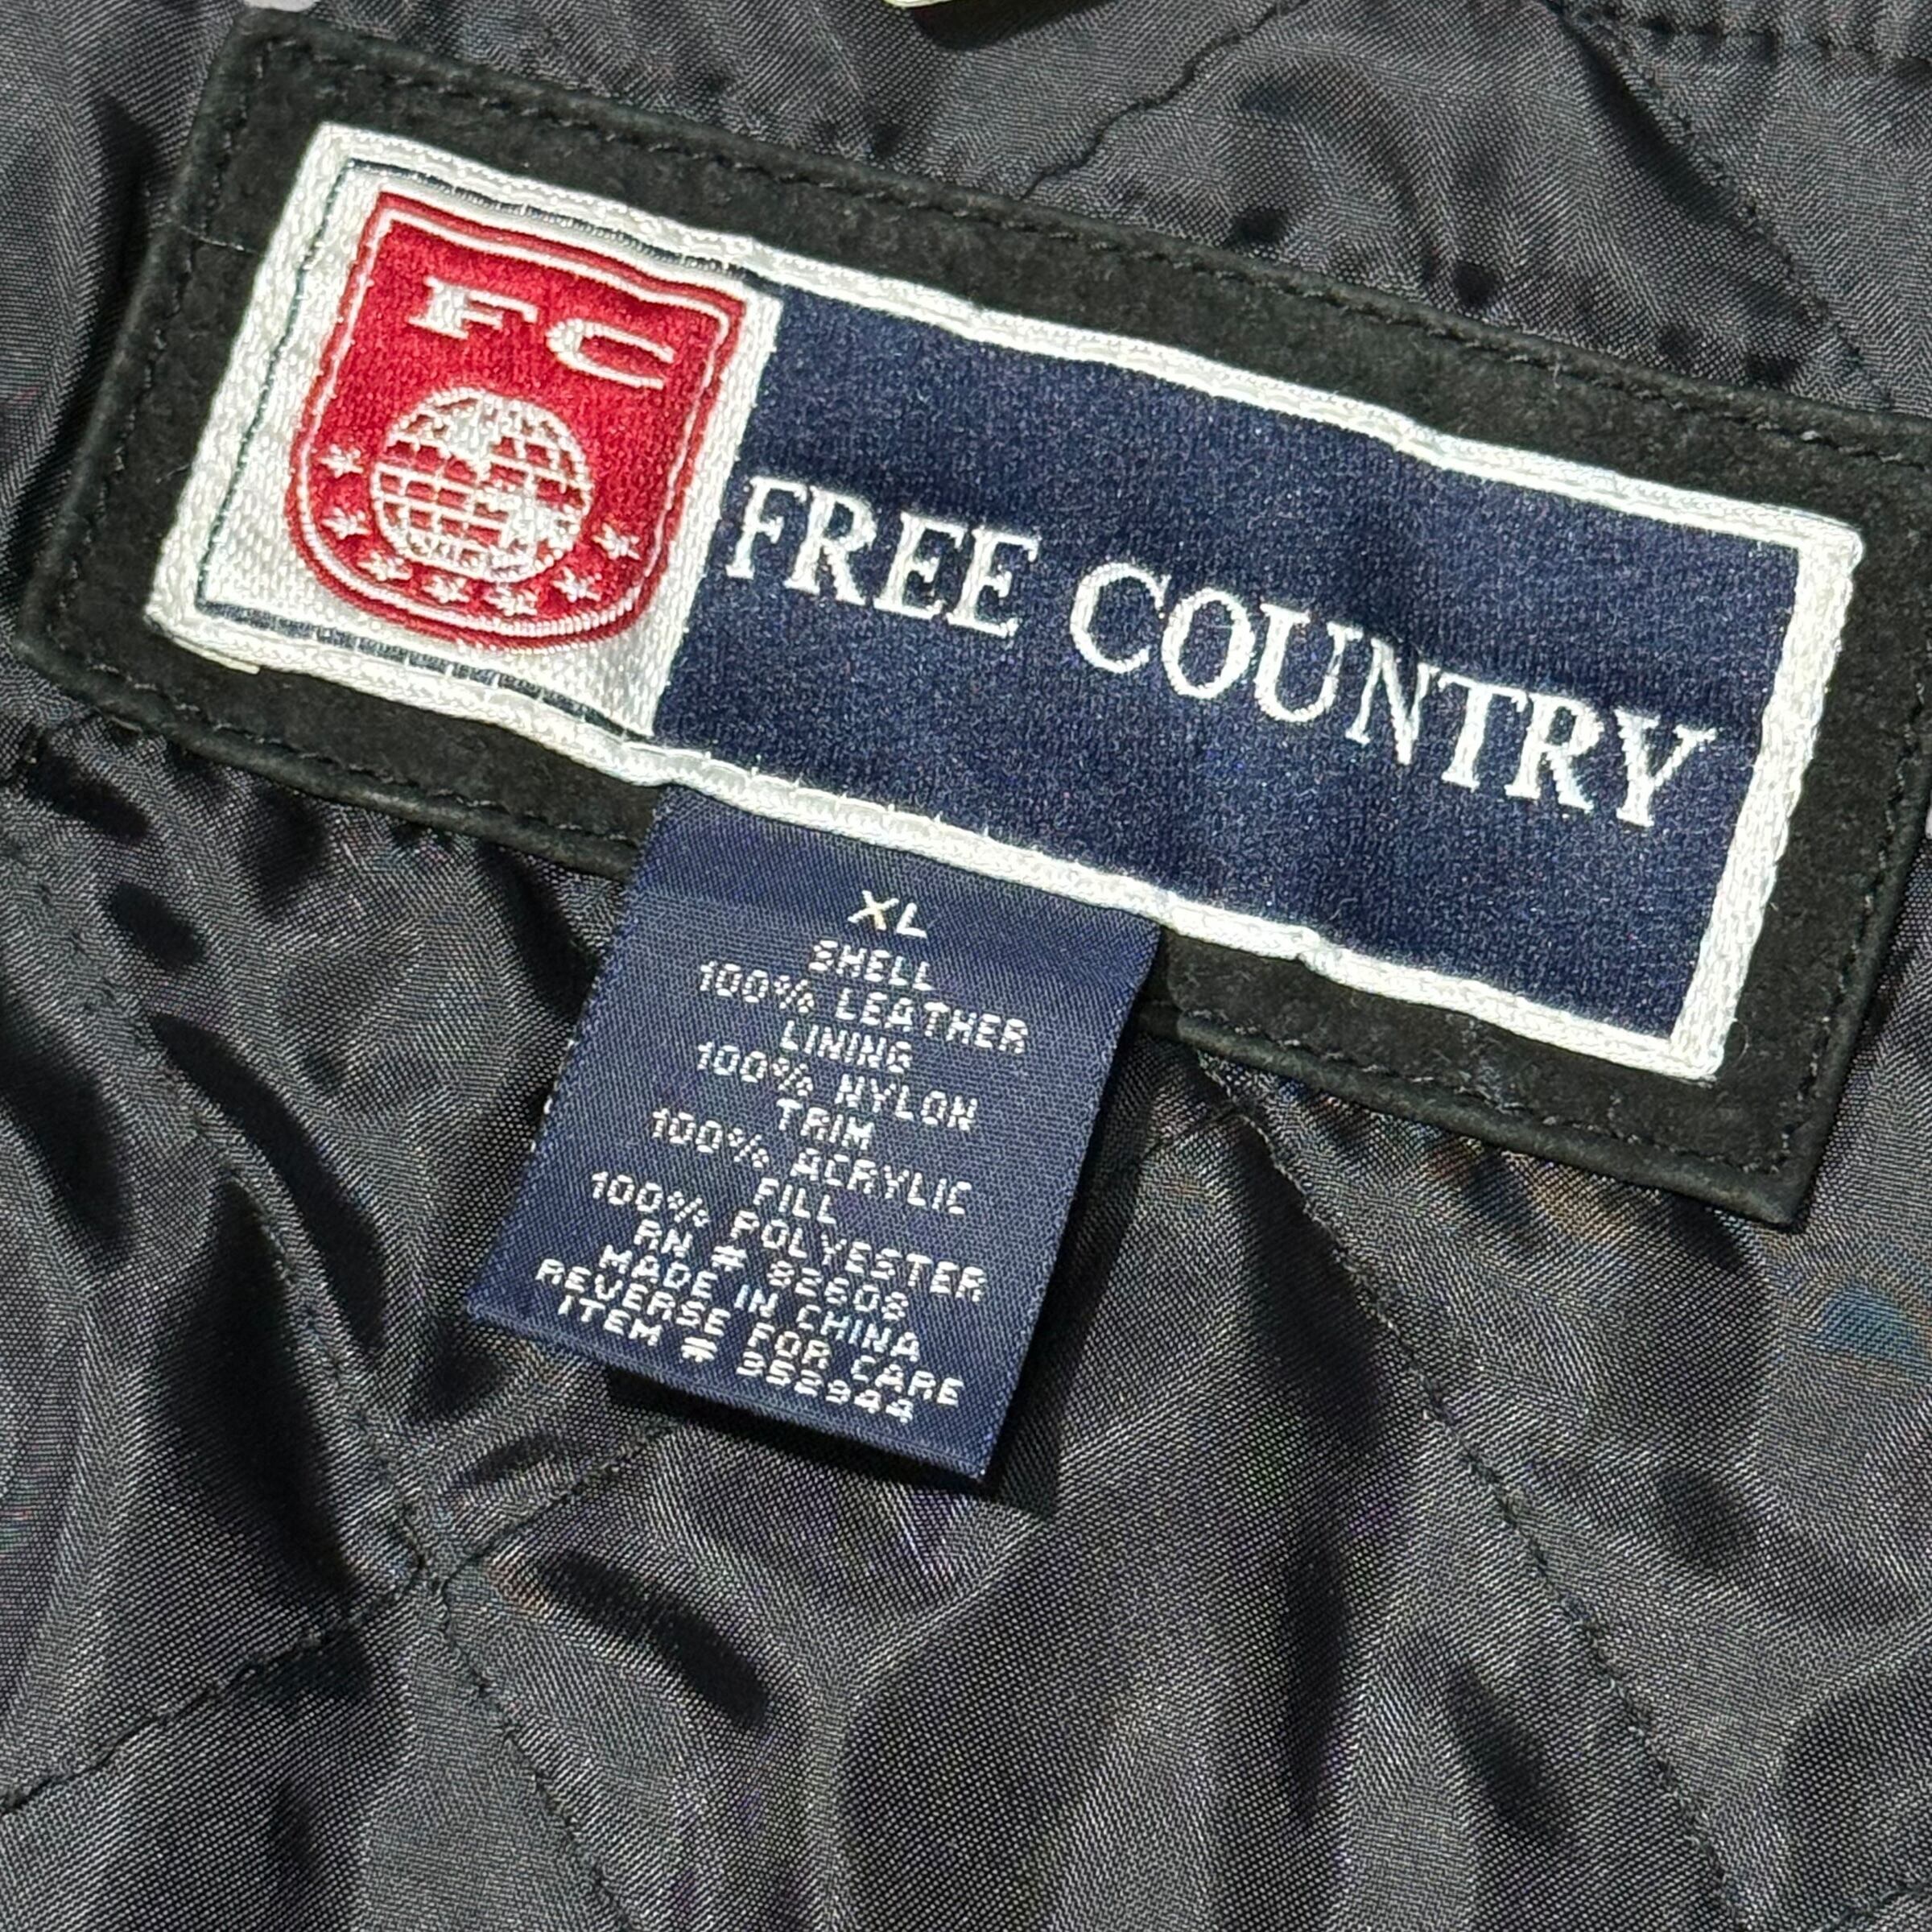 FC
FREE COUNTRY
XL
SHELL
100% LEATHER
LINING
100% NYLON
TRIM
100% ACRYLIC
FILL
100% POLYESTER
RN # 82608
MADE IN CHINA
REVERSE FOR CARE
ITEM # 352944